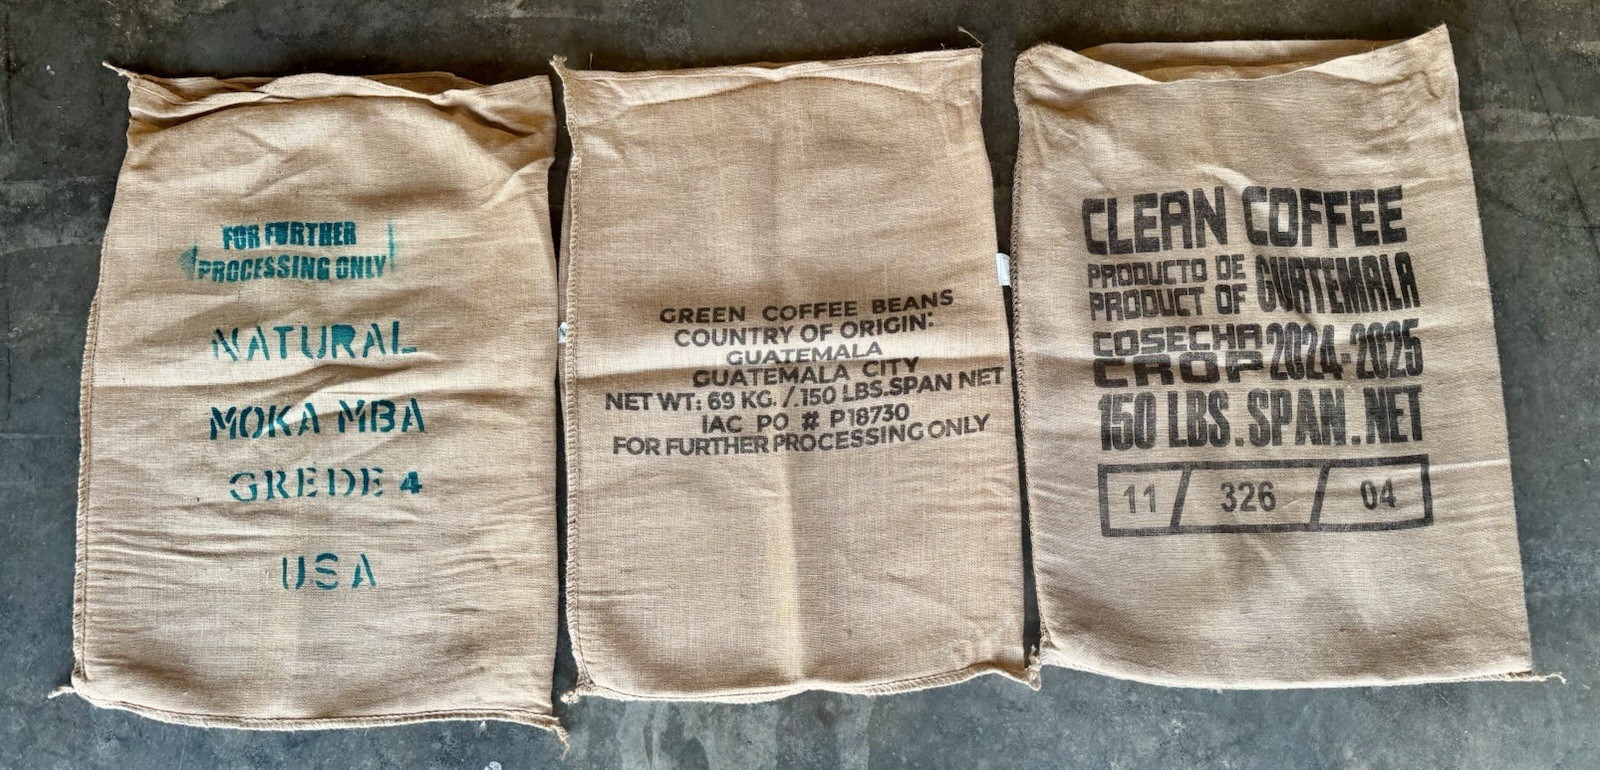 FOR FURTHER
PROCESSING ONLY
NATURAL
MOKA MBA
GREDE 4
USA
GREEN COFFEE BEANS
COUNTRY OF ORIGIN:
GUATEMALA
GUATEMALA CITY
NET WT: 69 KG. / 150 LBS.SPAN NET
IAC PO # P18730
FOR FURTHER PROCESSING ONLY
CLEAN COFFEE
PRODUCTO DE
PRODUCT OF GUATEMALA
COSECHA
CROP 2024-2025
150 LBS. SPAN. NET
11 / 326 / 04